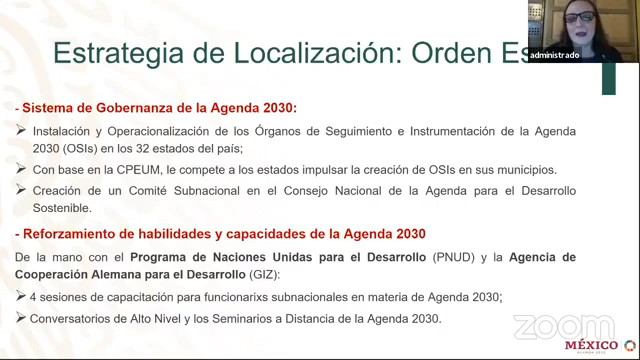 administrado
Estrategia de Localización: Orden Es
- Sistema de Gobernanza de la Agenda 2030:
➢ Instalación y Operacionalización de los Órganos de Seguimiento e Instrumentación de la Agenda
2030 (OSIs) en los 32 estados del país;
➢ Con base en la CPEUM, le compete a los estados impulsar la creación de OSIs en sus municipios.
➢ Creación de un Comité Subnacional en el Consejo Nacional de la Agenda para el Desarrollo
Sostenible.
- Reforzamiento de habilidades y capacidades de la Agenda 2030
De la mano con el Programa de Naciones Unidas para el Desarrollo (PNUD) y la Agencia de
Cooperación Alemana para el Desarrollo (GIZ):
➢ 4 sesiones de capacitación para funcionarixs subnacionales en materia de Agenda 2030;
➢ Conversatorios de Alto Nivel y los Seminarios a Distancia de la Agenda 2030.
zoom
MÉXICO
AGENDA 2030